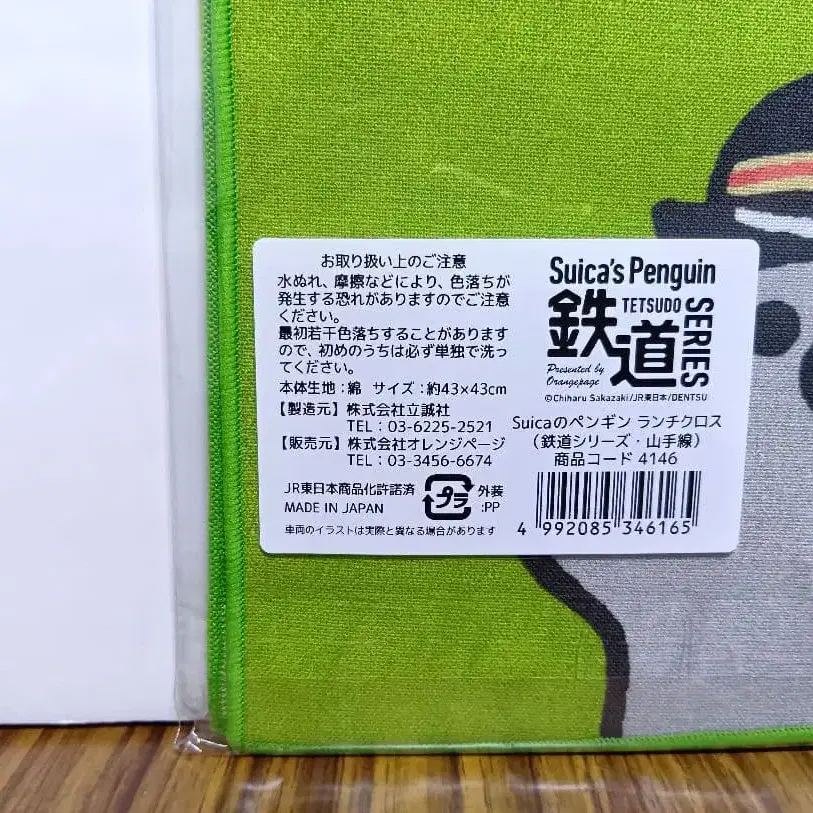 お取り扱い上のご注意
水ぬれ、摩擦などにより、色落ちが
発生する恐れがありますのでご注意
ください。
最初若干色落ちすることがあります
ので、初めのうちは必ず単独で洗っ
てください。
本体生地：綿 サイズ：約43×43cm
【製造元】株式会社立誠社
TEL：03-6225-2521
【販売元】株式会社オレンジページ
TEL：03-3456-6674
JR東日本商品化許諾済
MADE IN JAPAN
プラ
外装
:PP
車両のイラストは実際と異なる場合があります
Suica's Penguin
鉄道
TETSUDO
SERIES
Presented by
Orangepage
©Chiharu Sakazaki/JR東日本/DENTSU
Suicaのペンギン ランチクロス
（鉄道シリーズ・山手線）
商品コード 4146
4 992085 346165